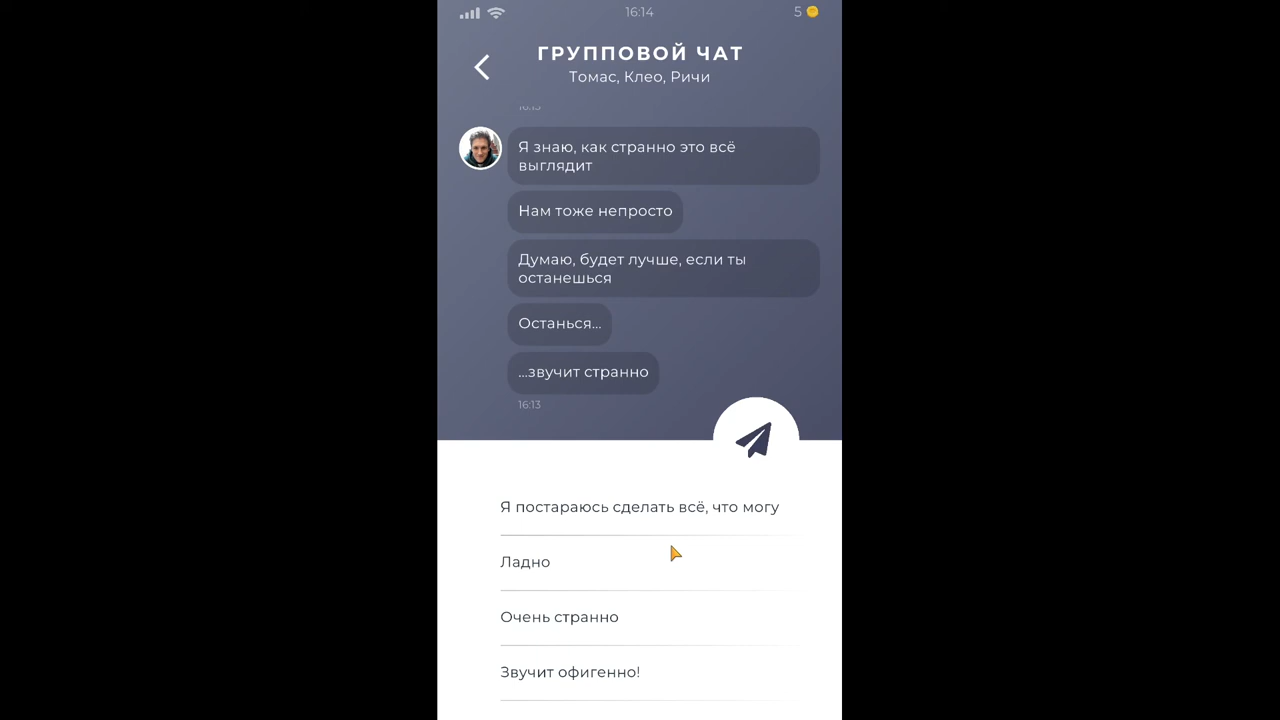 16:14
5
ГРУППОВОЙ ЧАТ
Томас, Клео, Ричи
16:13
Я знаю, как странно это всё
выглядит
Нам тоже непросто
Думаю, будет лучше, если ты
останешься
Останься...
...звучит странно
16:13
Я постараюсь сделать всё, что могу
Ладно
Очень странно
Звучит офигенно!